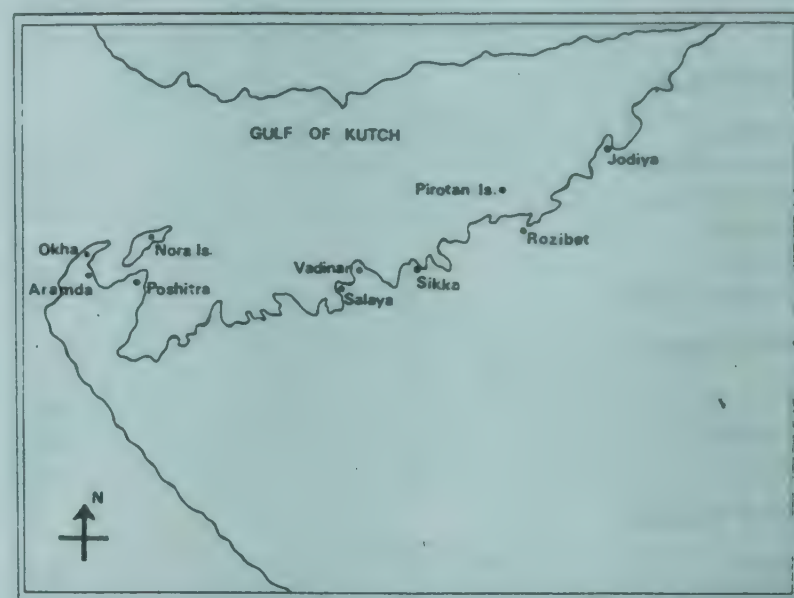 GULF OF KUTCH
Jodiya
Pirotan Is.
Rozibet
Okha
Nora Is.
Vadinar
Sikka
Aramda
Poshitra
Salaya
N